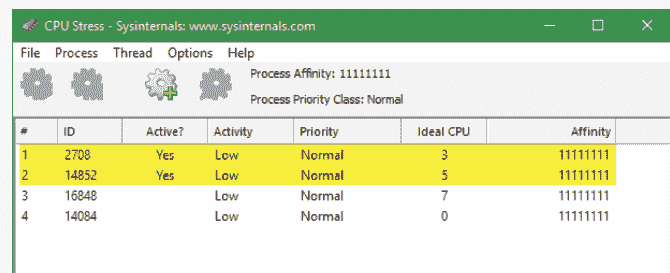 CPU Stress - Sysinternals: www.sysinternals.com
File Process Thread Options Help
Process Affinity: 11111111
Process Priority Class: Normal
# ID Active? Activity Priority Ideal CPU Affinity
1 2708 Yes Low Normal 3 11111111
2 14852 Yes Low Normal 5 11111111
3 16848 Low Normal 7 11111111
4 14084 Low Normal 0 11111111